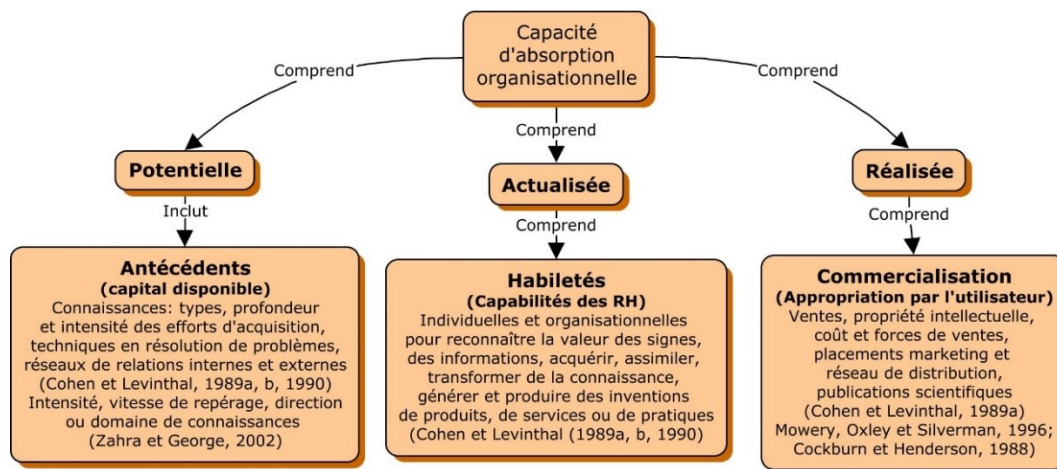 Capacité
d'absorption
organisationnelle
Comprend
Comprend
Comprend
Potentielle
Actualisée
Réalisée
Inclut
Comprend
Comprend
Antécédents
(capital disponible)
Connaissances: types, profondeur
et intensité des efforts d'acquisition,
techniques en résolution de problèmes,
réseaux de relations internes et externes
(Cohen et Levinthal, 1989a, b, 1990)
Intensité, vitesse de repérage, direction
ou domaine de connaissances
(Zahra et George, 2002)
Habiletés
(Capabilités des RH)
Individuelles et organisationnelles
pour reconnaître la valeur des signes,
des informations, acquérir, assimiler,
transformer de la connaissance,
générer et produire des inventions
de produits, de services ou de pratiques
(Cohen et Levinthal (1989a, b, 1990)
Commercialisation
(Appropriation par l'utilisateur)
Ventes, propriété intellectuelle,
coût et forces de ventes,
placements marketing et
réseau de distribution,
publications scientifiques
(Cohen et Levinthal, 1989a)
Mowery, Oxley et Silverman, 1996;
Cockburn et Henderson, 1988)